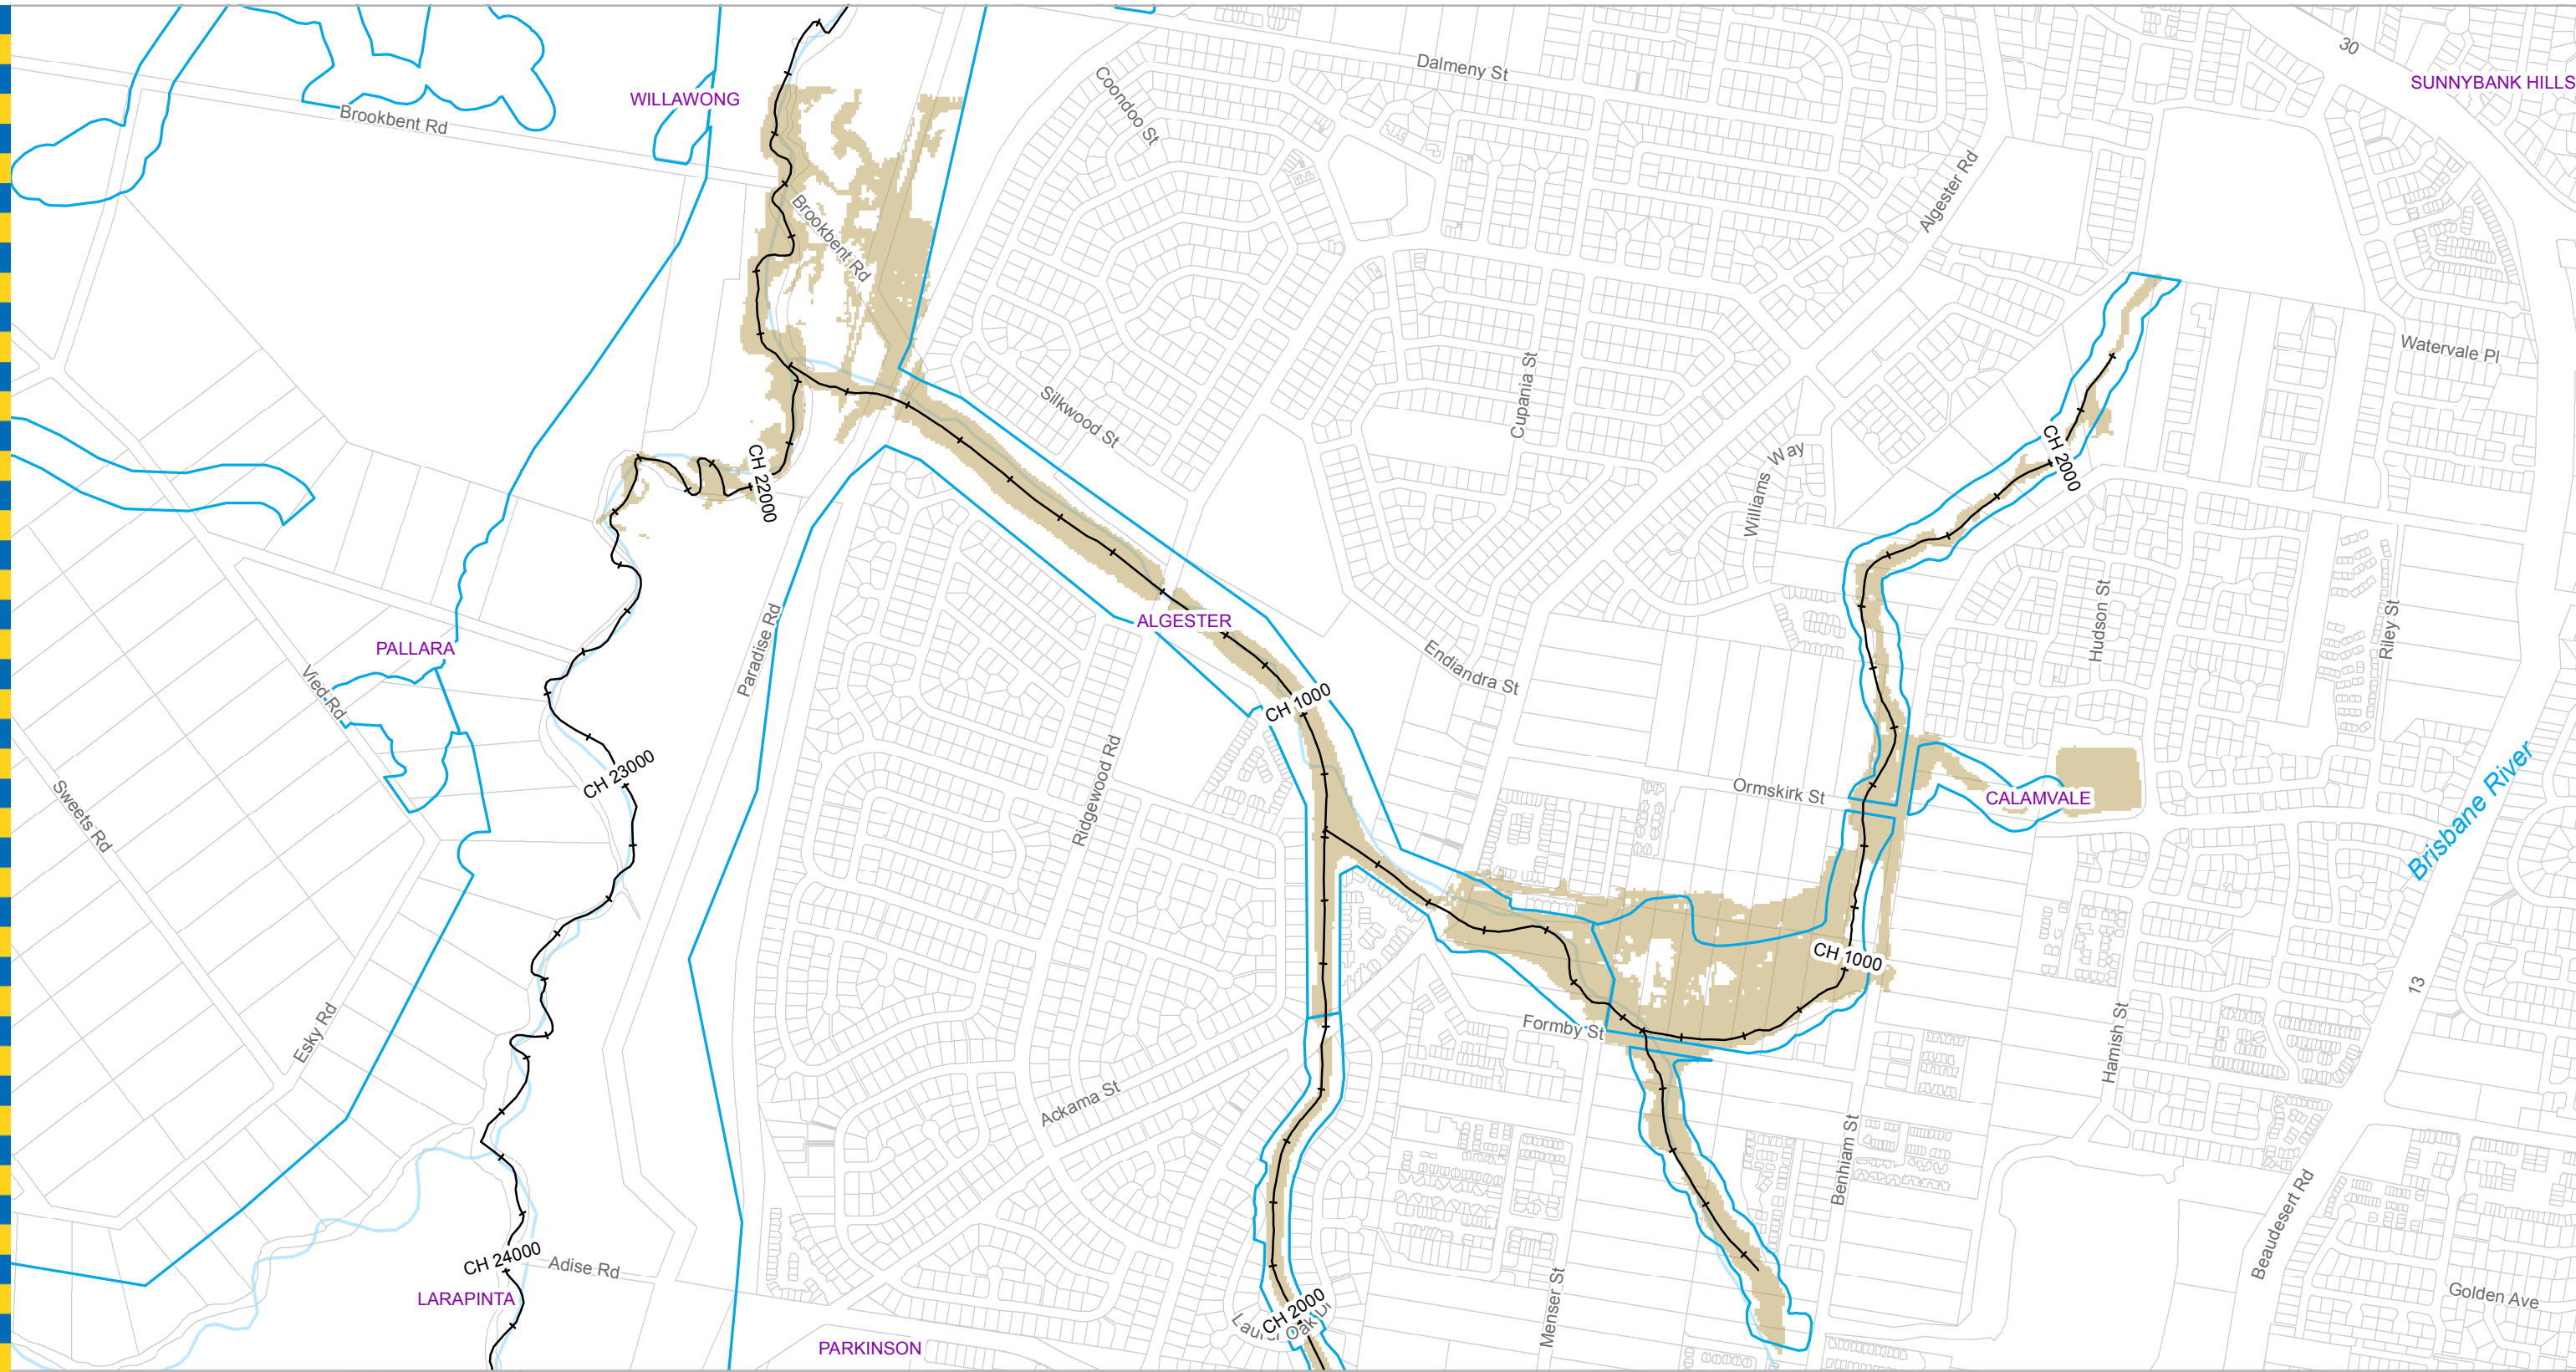 30
Dalmeny St
SUNNYBANK HILLS
WILLAWONG
Coondoo St
Brookbent Rd
Algester Rd
Brookbent Rd
Watervale Pl
Silkwood St
Cupania St
CH 2000
CH 22000
Williams Way
ALGESTER
Hudson St
Riley St
PALLARA
Paradise Rd
Endiandra St
Vied Rd
CH 1000
CH 23000
Ridgewood Rd
Ormskirk St
CALAMVALE
Brisbane River
Sweets Rd
CH 1000
13
Esky Rd
Formby St
Hamish St
Ackama St
Benhiam St
Beaudesert Rd
CH 24000
Adise Rd
LARAPINTA
CH 2000
Laurel Oak Dr
Menser St
Golden Ave
PARKINSON